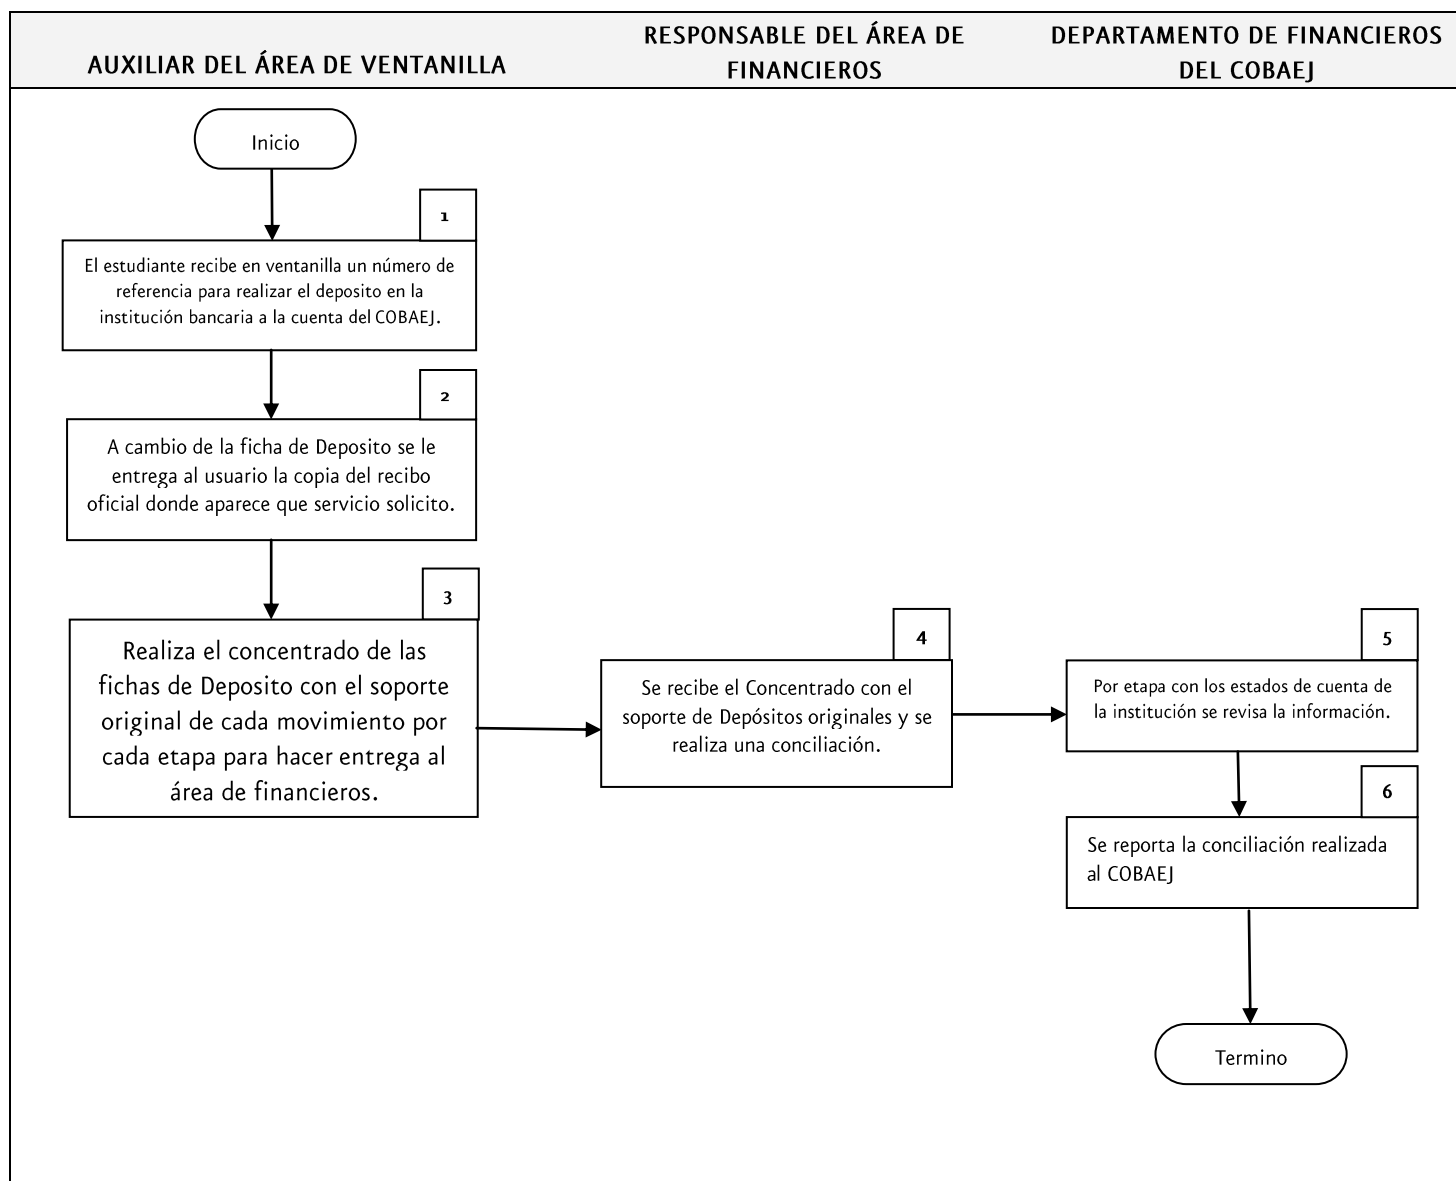 AUXILIAR DEL ÁREA DE VENTANILLA
RESPONSABLE DEL ÁREA DE
FINANCIEROS
DEPARTAMENTO DE FINANCIEROS
DEL COBAEJ
Inicio
1
El estudiante recibe en ventanilla un número de
referencia para realizar el deposito en la
institución bancaria a la cuenta del COBAEJ.
2
A cambio de la ficha de Deposito se le
entrega al usuario la copia del recibo
oficial donde aparece que servicio solicito.
3
Realiza el concentrado de las
fichas de Deposito con el soporte
original de cada movimiento por
cada etapa para hacer entrega al
área de financieros.
4
Se recibe el Concentrado con el
soporte de Depósitos originales y se
realiza una conciliación.
5
Por etapa con los estados de cuenta de
la institución se revisa la información.
6
Se reporta la conciliación realizada
al COBAEJ
Termino